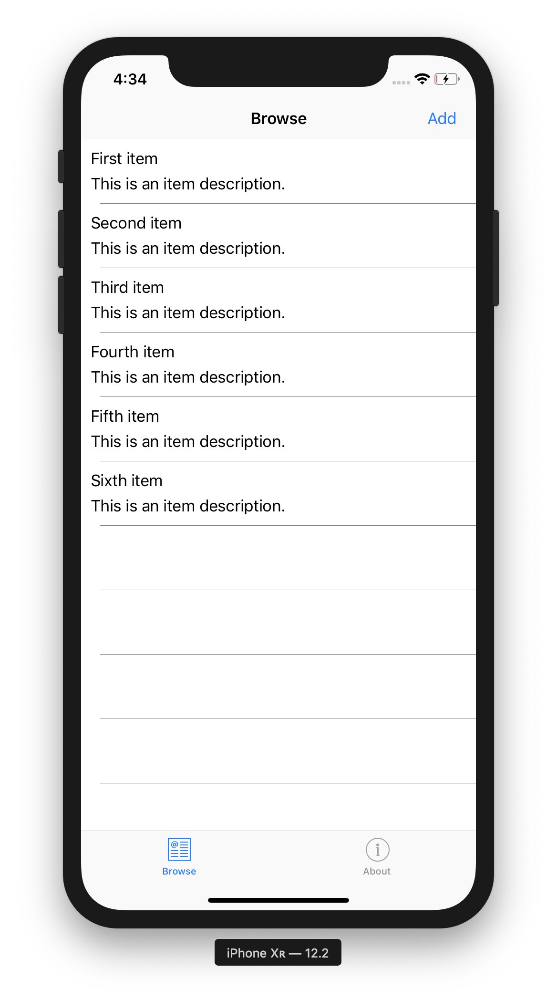 4:34
Browse
Add
First item
This is an item description.
Second item
This is an item description.
Third item
This is an item description.
Fourth item
This is an item description.
Fifth item
This is an item description.
Sixth item
This is an item description.
@
Browse
i
About
iPhone Xʀ — 12.2